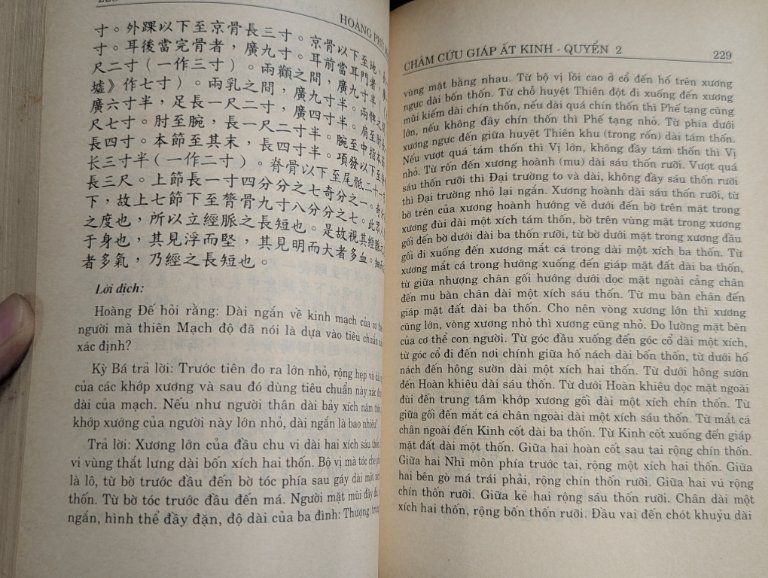 228
HOÀNG PHỦ
寸。外踝以下至京骨長三寸。京骨以下至地,長
寸。耳後當完骨者,廣九寸。耳前當耳門者,廣
尺二寸(一作三寸)。兩顴之間,廣九寸半
墟》作七寸)。兩乳之間,廣九寸半。兩髀之
廣六寸半,足長一尺二寸,廣四寸半。肩至肘
尺七寸。肘至腕,長一尺二寸半。腕至中指本節
長四寸。本節至其末,長四寸半。項發以下至
长三寸半(一作二寸)。脊骨以下至尾骶二十一
長三尺。上節長一寸四分分之七奇分之一。
下,故上七節下至膂骨九寸八分分之七。此
之度也,所以立經脈之長短也。是故視其經脈
于身也,其見浮而堅,其見明而大者多血。細
者多氣,乃經之長短也。
Lời dịch:
Hoàng Đế hỏi rằng: Dài ngắn về kinh mạch của cơ thể
người mà thiên Mạch độ đã nói là dựa vào tiêu chuẩn
xác định?
Kỳ Bá trả lời: Trước tiên đo ra lớn nhỏ, rộng hẹp và dài
của các khớp xương và sau đó dùng tiêu chuẩn này xác định
dài của mạch. Nếu như người thân dài bảy xích năm thốn
khớp xương của người này lớn nhỏ, dài ngắn là bao nhiêu?
Trả lời: Xương lớn của đầu chu vi dài hai xích sáu thốn
vi vùng thắt lưng dài bốn xích hai thốn. Bộ vị mà tóc che
là lô, từ bờ tóc trước đầu đến bờ tóc phía sau gáy dài một
thốn. Từ bờ tóc trước đầu đến má. Người mặt mũi đầy
ngắn, hình thể đầy đặn, độ dài của ba đình: Thượng
CHÂM CỨU GIÁP ẤT KINH - QUYỂN 2
229
vùng mặt bằng nhau. Từ bộ vị lồi cao ở cổ đến hố trên xương
ngực dài bốn thốn. Từ chỗ huyệt Thiên đột đi xuống đến xương
mũi kiếm dài chín thốn, nếu dài quá chín thốn thì Phế tạng cũng
lớn, nếu không đầy chín thốn thì Phế tạng nhỏ. Từ phía dưới
xương ngực đến giữa huyệt Thiên khu (trong rốn) dài tám thốn.
Nếu vượt quá tám thốn thì Vị lớn, không đầy tám thốn thì Vị
nhỏ. Từ rốn đến xương hoành (mu) dài sáu thốn rưỡi. Vượt quá
sáu thốn rưỡi thì Đại trường to và dài, không đầy sáu thốn rưỡi
thì Đại trường nhỏ lại ngắn. Xương hoành dài sáu thốn rưỡi, từ
bờ trên của xương hoành hướng về dưới đến bờ trên mặt trong
xương đùi dài một xích tám thốn, bờ trên vùng mặt trong xương
gối đến bờ dưới dài ba thốn rưỡi, từ bờ dưới mặt trong xương đầu
gối đi xuống đến xương mắt cá trong dài một xích ba thốn. Từ
mắt cá trong hướng xuống đến giáp mặt đất dài ba thốn,
từ giữa nhượng chân gối hướng dưới dọc mặt ngoài cẳng chân
đến mu bàn chân dài một xích sáu thốn. Từ mu bàn chân đến
giáp mặt đất dài ba thốn. Cho nên vòng xương lớn thì xương
cũng lớn, vòng xương nhỏ thì xương cũng nhỏ. Đo lường mặt bên
của cơ thể con người. Từ góc đầu xuống đến góc cổ dài một xích,
từ góc cổ đi đến nơi chính giữa hố nách dài bốn thốn, từ dưới hố
nách đến hông sườn dài một xích hai thốn. Từ dưới hông sườn
đến Hoàn khiêu dài sáu thốn. Từ dưới Hoàn khiêu dọc mặt ngoài
đùi đến trung tâm khớp xương gối dài một xích chín thốn. Từ
giữa gối đến mắt cá chân ngoài dài một xích sáu thốn. Từ mắt cá
chân ngoài đến Kinh cốt dài ba thốn. Từ Kinh cốt xuống đến giáp
mặt đất dài một thốn. Giữa hai hoàn cốt sau tai rộng chín thốn.
Giữa hai Nhĩ môn phía trước tai, rộng một xích hai thốn. Giữa
hai bên gò má trái phải, rộng chín thốn rưỡi. Giữa hai vú rộng
chín thốn rưỡi. Giữa kẽ hai rộng sáu thốn rưỡi. Chân dài một
xích hai thốn, rộng bốn thốn rưỡi. Đầu vai đến chót khuỷu dài